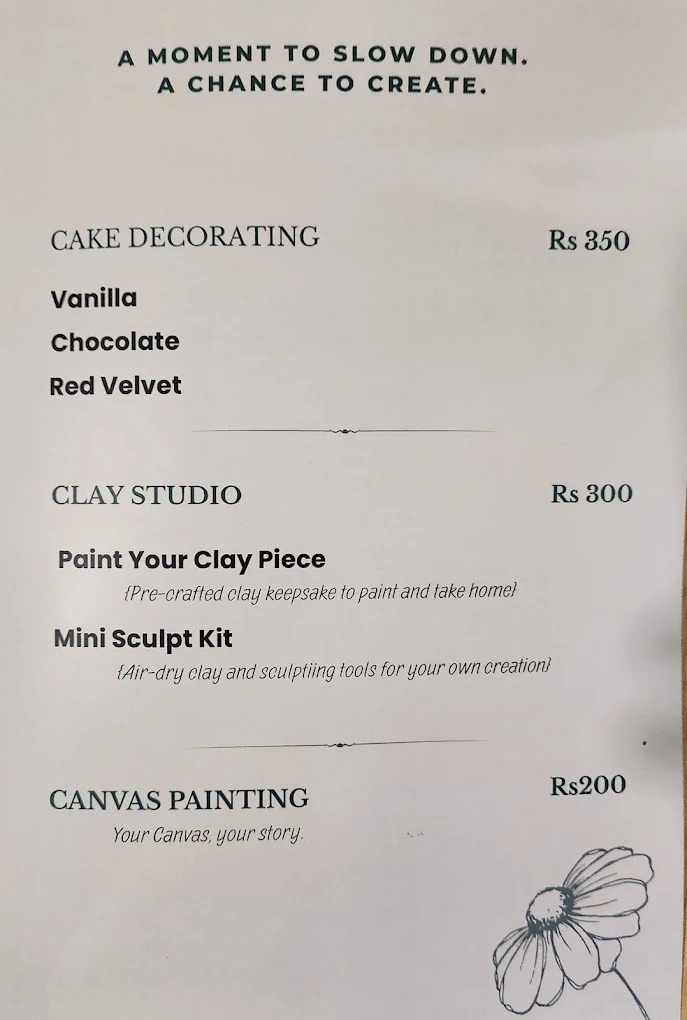 A MOMENT TO SLOW DOWN.
A CHANCE TO CREATE.
CAKE DECORATING Rs 350
Vanilla
Chocolate
Red Velvet
CLAY STUDIO Rs 300
Paint Your Clay Piece
{Pre-crafted clay keepsake to paint and take home}
Mini Sculpt Kit
{Air-dry clay and sculptiing tools for your own creation}
CANVAS PAINTING Rs200
Your Canvas, your story.